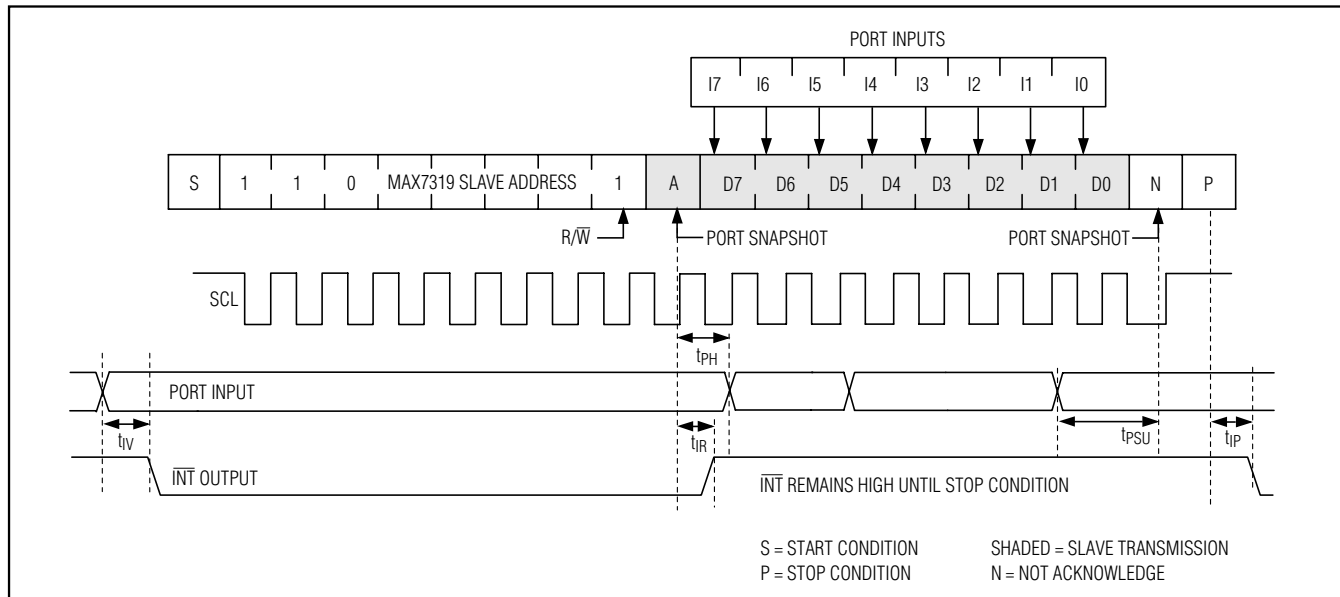 PORT INPUTS
I7 I6 I5 I4 I3 I2 I1 I0
S 1 1 0 MAX7319 SLAVE ADDRESS 1 A D7 D6 D5 D4 D3 D2 D1 D0 N P
R/W̅ PORT SNAPSHOT PORT SNAPSHOT
SCL
tPH
PORT INPUT
tIV tIR tPSU tIP
I̅N̅T̅ OUTPUT I̅N̅T̅ REMAINS HIGH UNTIL STOP CONDITION
S = START CONDITION SHADED = SLAVE TRANSMISSION
P = STOP CONDITION N = NOT ACKNOWLEDGE